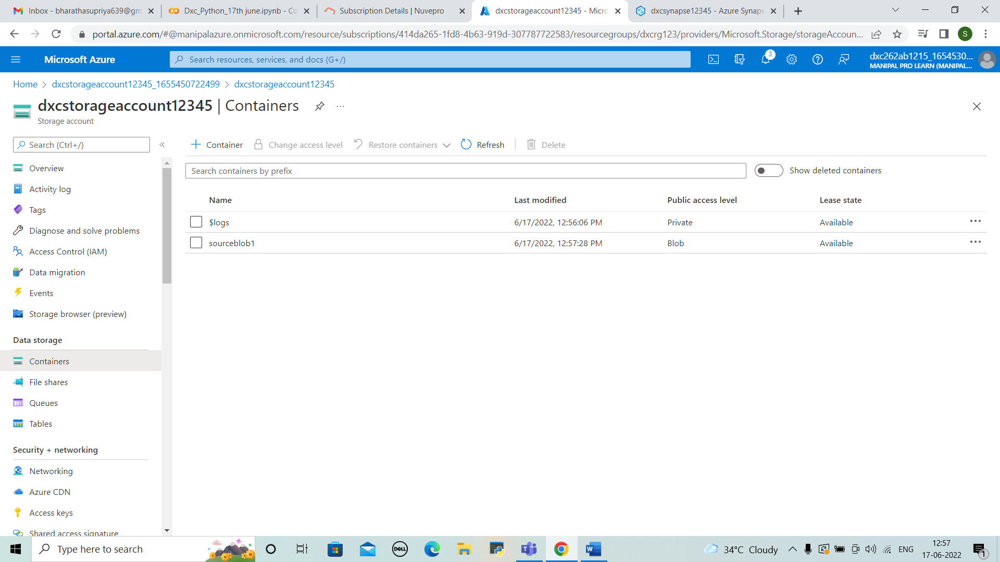 Inbox - bharathasupriya639@gm
Dxc_Python_17th june.ipynb - Co
Subscription Details | Nuvepro
dxcstorageaccount12345 - Micro
dxcsynapse12345 - Azure Synaps
portal.azure.com/#@manipalazure.onmicrosoft.com/resource/subscriptions/414da265-1fd8-4b63-919d-307787722583/resourcegroups/dxcrg123/providers/Microsoft.Storage/storageAccoun...
S
Microsoft Azure
Search resources, services, and docs (G+/)
3
dxc262ab1215_1654530...
MANIPAL PRO LEARN (MANIPAL...
Home > dxcstorageaccount12345_1655450722499 > dxcstorageaccount12345
dxcstorageaccount12345 | Containers
Storage account
Search (Ctrl+/)
Overview
Activity log
Tags
Diagnose and solve problems
Access Control (IAM)
Data migration
Events
Storage browser (preview)
Data storage
Containers
File shares
Queues
Tables
Security + networking
Networking
Azure CDN
Access keys
Shared access signature
Container
Change access level
Restore containers
Refresh
Delete
Search containers by prefix
Show deleted containers
Name Last modified Public access level Lease state
$logs 6/17/2022, 12:56:06 PM Private Available
sourceblob1 6/17/2022, 12:57:28 PM Blob Available
Type here to search
DELL
W
34°C Cloudy
ENG
12:57
17-06-2022
1